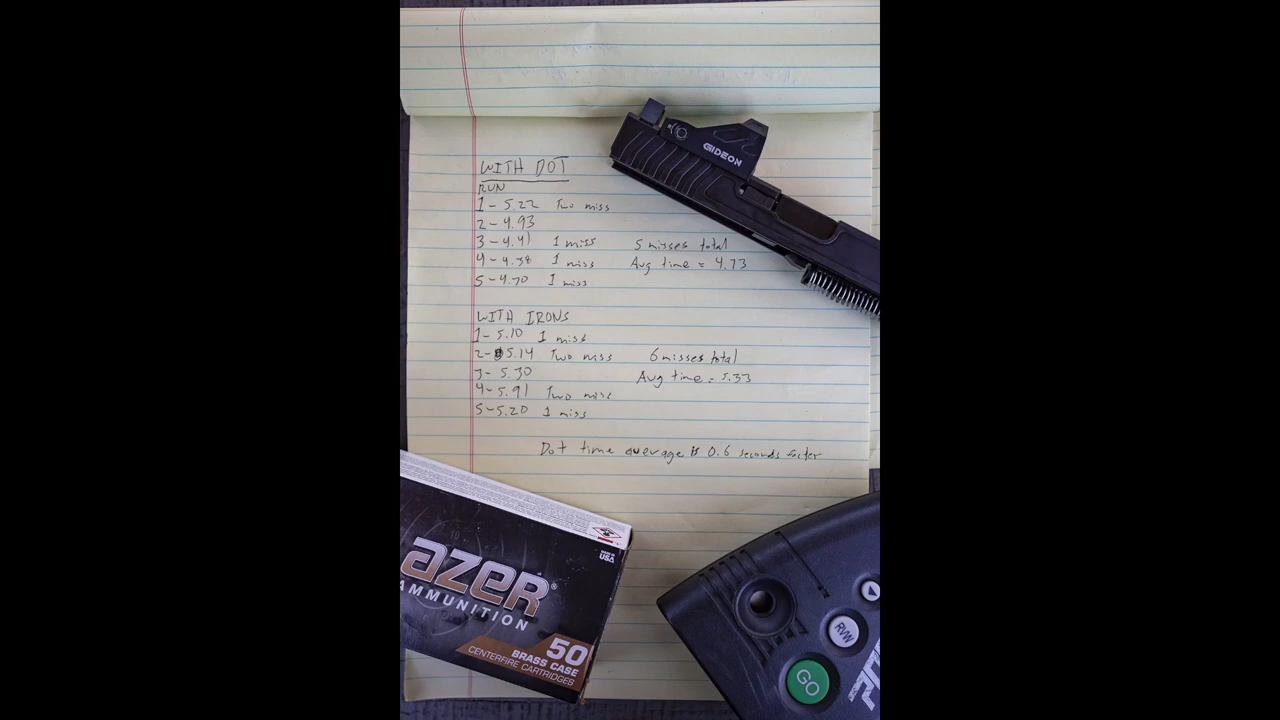 GIDEON
WITH DOT
RUN
1 - 5.22 Two miss
2 - 4.93
3 - 4.41 1 miss 5 misses total
4 - 4.38 1 miss Avg time = 4.73
5 - 4.70 1 miss
WITH IRONS
1 - 5.10 1 miss
2 - 5.14 Two miss 6 misses total
3 - 5.30 Avg time = 5.33
4 - 5.91 Two miss
5 - 5.20 1 miss
Dot time average is 0.6 seconds faster
MADE IN
USA
AZER®
AMMUNITION
50
BRASS CASE
CENTERFIRE CARTRIDGES
RVW
GO